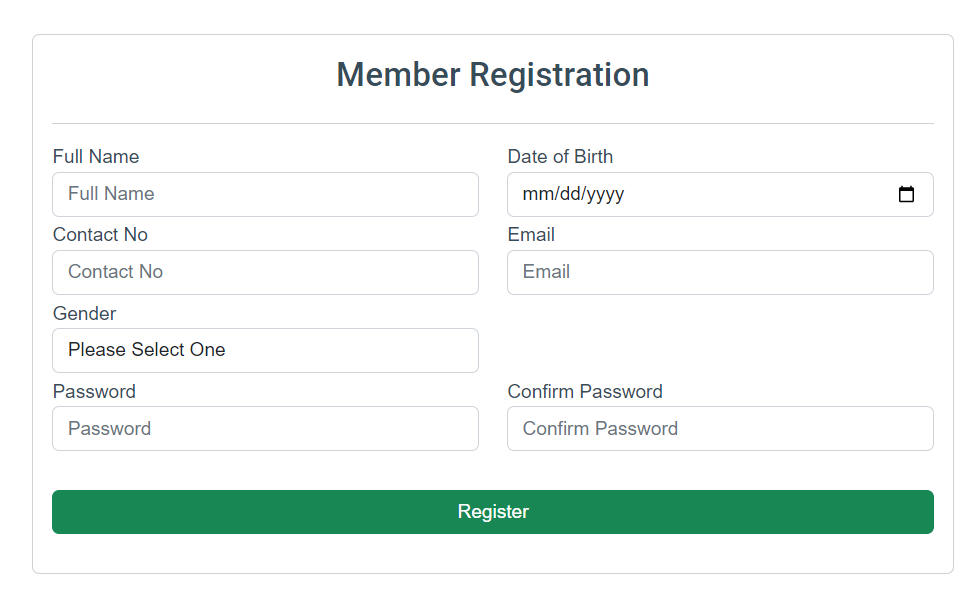 Member Registration
Full Name Date of Birth
Full Name mm/dd/yyyy
Contact No Email
Contact No Email
Gender
Please Select One
Password Confirm Password
Password Confirm Password
Register